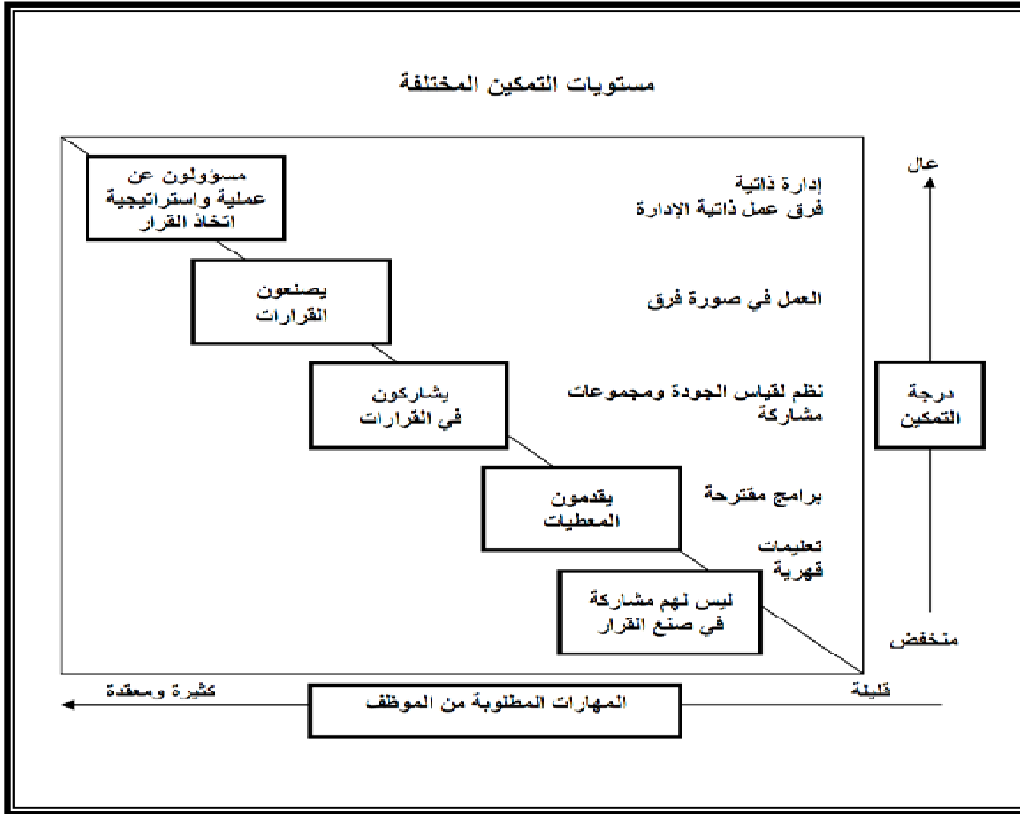 مستويات التمكين المختلفة
عال
إدارة ذاتية
فرق عمل ذاتية الإدارة
مسؤولون عن
عملية واستراتيجية
اتخاذ القرار
العمل في صورة فرق
يصنعون
القرارات
درجة
التمكين
نظم لقياس الجودة ومجموعات
مشاركة
يشاركون
في القرارات
برامج مقترحة
يقدمون
المعطيات
تعليمات
قهرية
ليس لهم مشاركة
في صنع القرار
منخفض
قليلة
المهارات المطلوبة من الموظف
كثيرة ومعقدة